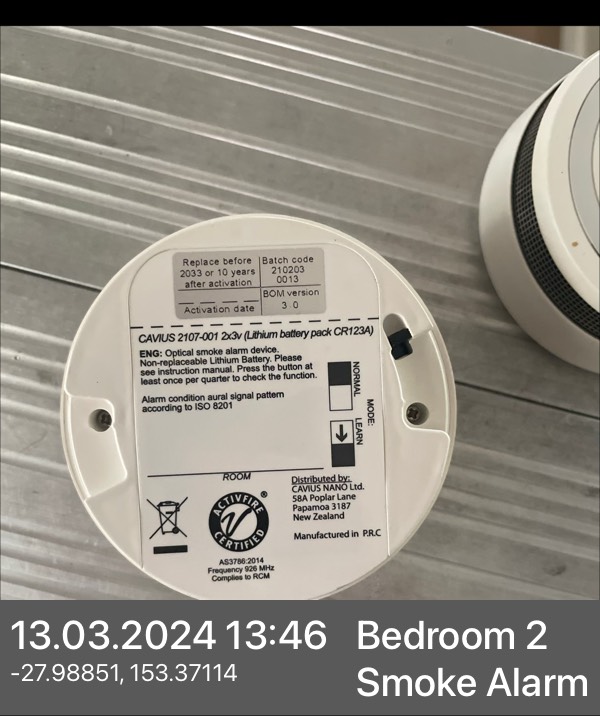 Replace before
2033 or 10 years
after activation
Activation date
Batch code
210203
0013
BOM version
3.0
CAVIUS 2107-001 2x3v (Lithium battery pack CR123A)
ENG: Optical smoke alarm device.
Non-replaceable Lithium Battery. Please
see instruction manual. Press the button at
least once per quarter to check the function.
Alarm condition aural signal pattern
according to ISO 8201
NORMAL
MODE:
LEARN
ROOM
ACTIVFIRE
®
CERTIFIED
AS3786:2014
Frequency 926 MHz
Complies to RCM
Distributed by:
CAVIUS NANO Ltd.
58A Poplar Lane
Papamoa 3187
New Zealand
Manufactured in P.R.C
13.03.2024 13:46
-27.98851, 153.37114
Bedroom 2
Smoke Alarm